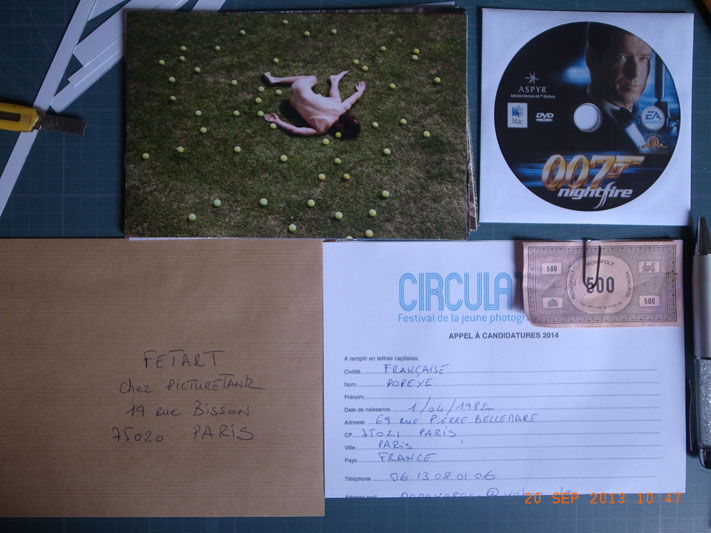 ASPYR
Mac
DVD
EA
007
nightfire
FETART
chez PICTURETANK
19 rue BISSON
75020 PARIS
CIRCULA
Festival de la jeune photogr
MONOPOLY
500
500
500
APPEL À CANDIDATURES 2014
A remplir en lettres capitales.
Civilité FRANÇAISE
Nom POPEYE
Prénom
Date de naissance 1/04/1982
Adresse 69 rue PIERRE BELLEMARE
CP 75021 PARIS
Ville PARIS
Pays FRANCE
Téléphone 06 13 08 01 06
20 SEP 2013 10:47